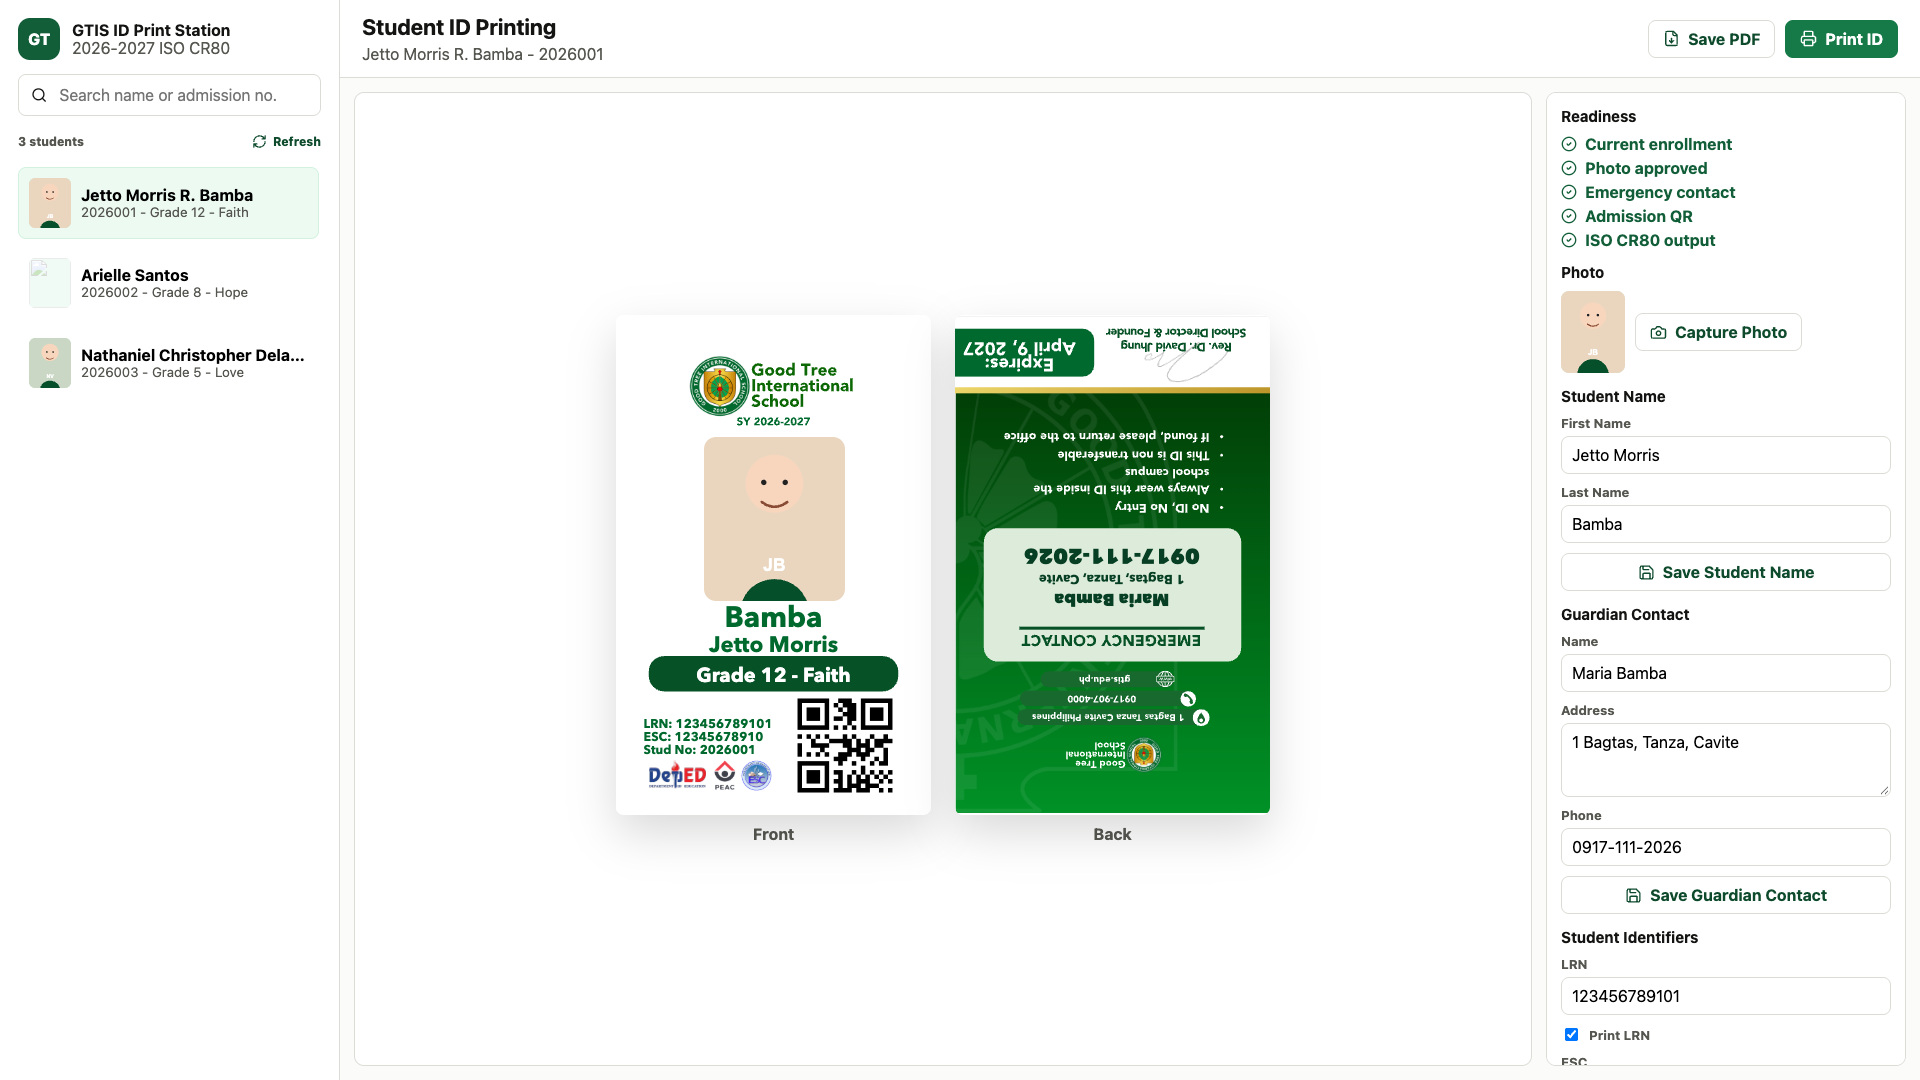 GT
GTIS ID Print Station
2026-2027 ISO CR80
Search name or admission no.
3 students
Refresh
Jetto Morris R. Bamba
2026001 - Grade 12 - Faith
Arielle Santos
2026002 - Grade 8 - Hope
Nathaniel Christopher Dela...
2026003 - Grade 5 - Love
Student ID Printing
Jetto Morris R. Bamba - 2026001
Save PDF
Print ID
Good Tree
International
School
SY 2026-2027
JB
Bamba
Jetto Morris
Grade 12 - Faith
LRN: 123456789101
ESC: 12345678910
Stud No: 2026001
DepED
DEPARTMENT OF EDUCATION
PEAC
ESC
Front
Good Tree
International
School
1 Bagtas Tanza Cavite Philippines
0917-907-4000
gtis-edu.ph
EMERGENCY CONTACT
Maria Bamba
1 Bagtas, Tanza, Cavite
0917-111-2026
• No ID, No Entry
• Always wear this ID inside the
school campus
• This ID is non transferable
• If found, please return to the office
Rev. Dr. David Jhung
School Director & Founder
Expires:
April 9, 2027
Back
Readiness
Current enrollment
Photo approved
Emergency contact
Admission QR
ISO CR80 output
Photo
JB
Capture Photo
Student Name
First Name
Jetto Morris
Last Name
Bamba
Save Student Name
Guardian Contact
Name
Maria Bamba
Address
1 Bagtas, Tanza, Cavite
Phone
0917-111-2026
Save Guardian Contact
Student Identifiers
LRN
123456789101
Print LRN
ESC